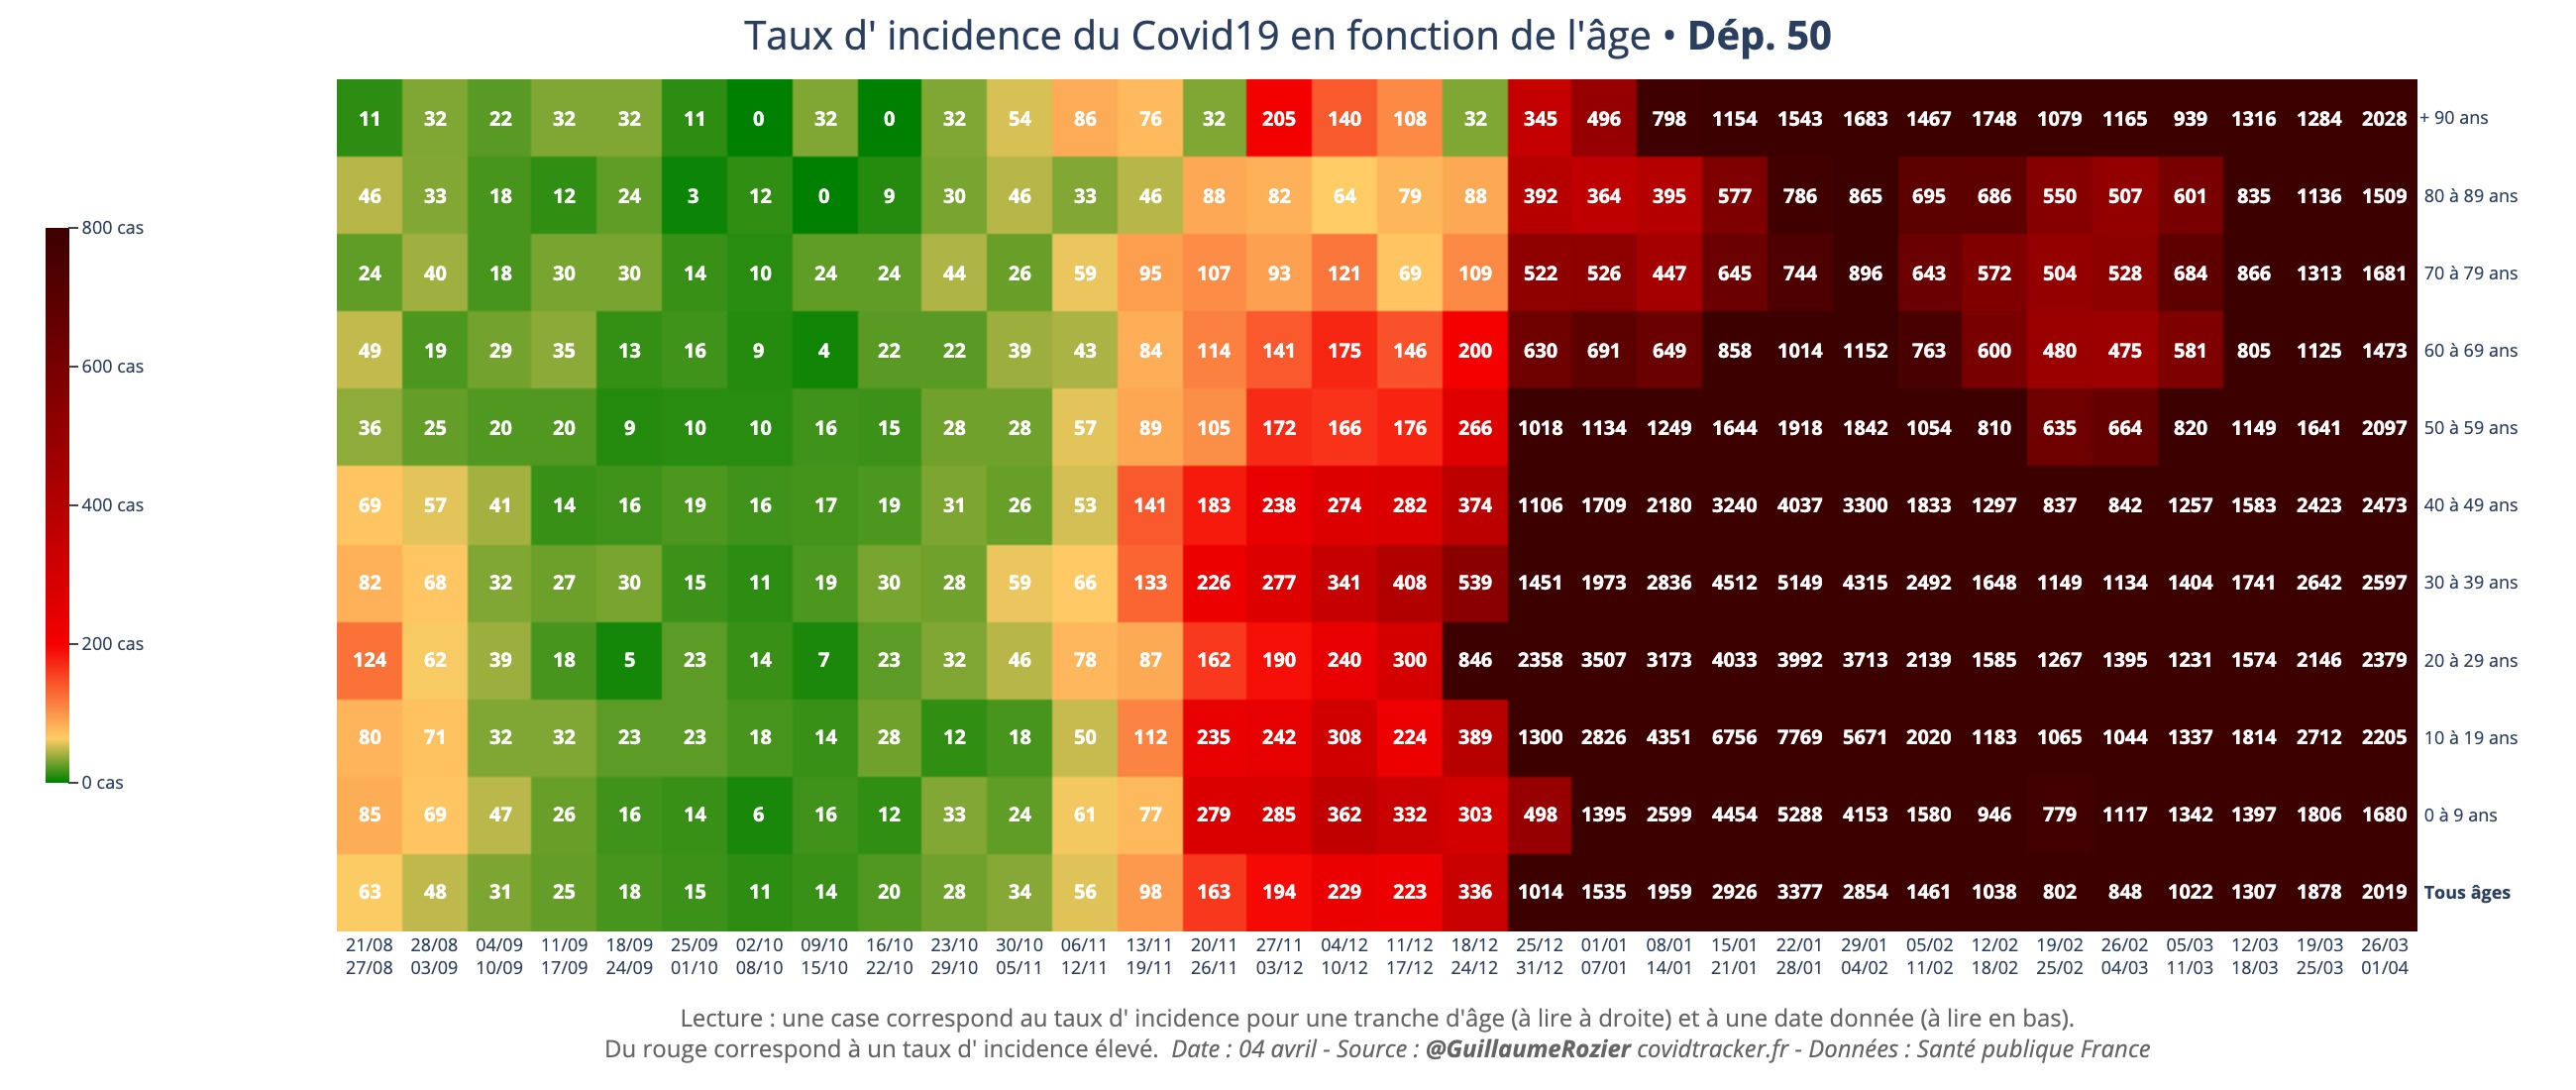 Taux d' incidence du Covid19 en fonction de l'âge • Dép. 50
11 32 22 32 32 11 0 32 0 32 54 86 76 32 205 140 108 32 345 496 798 1154 1543 1683 1467 1748 1079 1165 939 1316 1284 2028 + 90 ans
46 33 18 12 24 3 12 0 9 30 46 33 46 88 82 64 79 88 392 364 395 577 786 865 695 686 550 507 601 835 1136 1509 80 à 89 ans
24 40 18 30 30 14 10 24 24 44 26 59 95 107 93 121 69 109 522 526 447 645 744 896 643 572 504 528 684 866 1313 1681 70 à 79 ans
49 19 29 35 13 16 9 4 22 22 39 43 84 114 141 175 146 200 630 691 649 858 1014 1152 763 600 480 475 581 805 1125 1473 60 à 69 ans
36 25 20 20 9 10 10 16 15 28 28 57 89 105 172 166 176 266 1018 1134 1249 1644 1918 1842 1054 810 635 664 820 1149 1641 2097 50 à 59 ans
69 57 41 14 16 19 16 17 19 31 26 53 141 183 238 274 282 374 1106 1709 2180 3240 4037 3300 1833 1297 837 842 1257 1583 2423 2473 40 à 49 ans
82 68 32 27 30 15 11 19 30 28 59 66 133 226 277 341 408 539 1451 1973 2836 4512 5149 4315 2492 1648 1149 1134 1404 1741 2642 2597 30 à 39 ans
124 62 39 18 5 23 14 7 23 32 46 78 87 162 190 240 300 846 2358 3507 3173 4033 3992 3713 2139 1585 1267 1395 1231 1574 2146 2379 20 à 29 ans
80 71 32 32 23 23 18 14 28 12 18 50 112 235 242 308 224 389 1300 2826 4351 6756 7769 5671 2020 1183 1065 1044 1337 1814 2712 2205 10 à 19 ans
85 69 47 26 16 14 6 16 12 33 24 61 77 279 285 362 332 303 498 1395 2599 4454 5288 4153 1580 946 779 1117 1342 1397 1806 1680 0 à 9 ans
63 48 31 25 18 15 11 14 20 28 34 56 98 163 194 229 223 336 1014 1535 1959 2926 3377 2854 1461 1038 802 848 1022 1307 1878 2019 Tous âges
21/08 28/08 04/09 11/09 18/09 25/09 02/10 09/10 16/10 23/10 30/10 06/11 13/11 20/11 27/11 04/12 11/12 18/12 25/12 01/01 08/01 15/01 22/01 29/01 05/02 12/02 19/02 26/02 05/03 12/03 19/03 26/03
27/08 03/09 10/09 17/09 24/09 01/10 08/10 15/10 22/10 29/10 05/11 12/11 19/11 26/11 03/12 10/12 17/12 24/12 31/12 07/01 14/01 21/01 28/01 04/02 11/02 18/02 25/02 04/03 11/03 18/03 25/03 01/04
800 cas
600 cas
400 cas
200 cas
0 cas
Lecture : une case correspond au taux d' incidence pour une tranche d'âge (à lire à droite) et à une date donnée (à lire en bas).
Du rouge correspond à un taux d' incidence élevé. Date : 04 avril - Source : @GuillaumeRozier covidtracker.fr - Données : Santé publique France